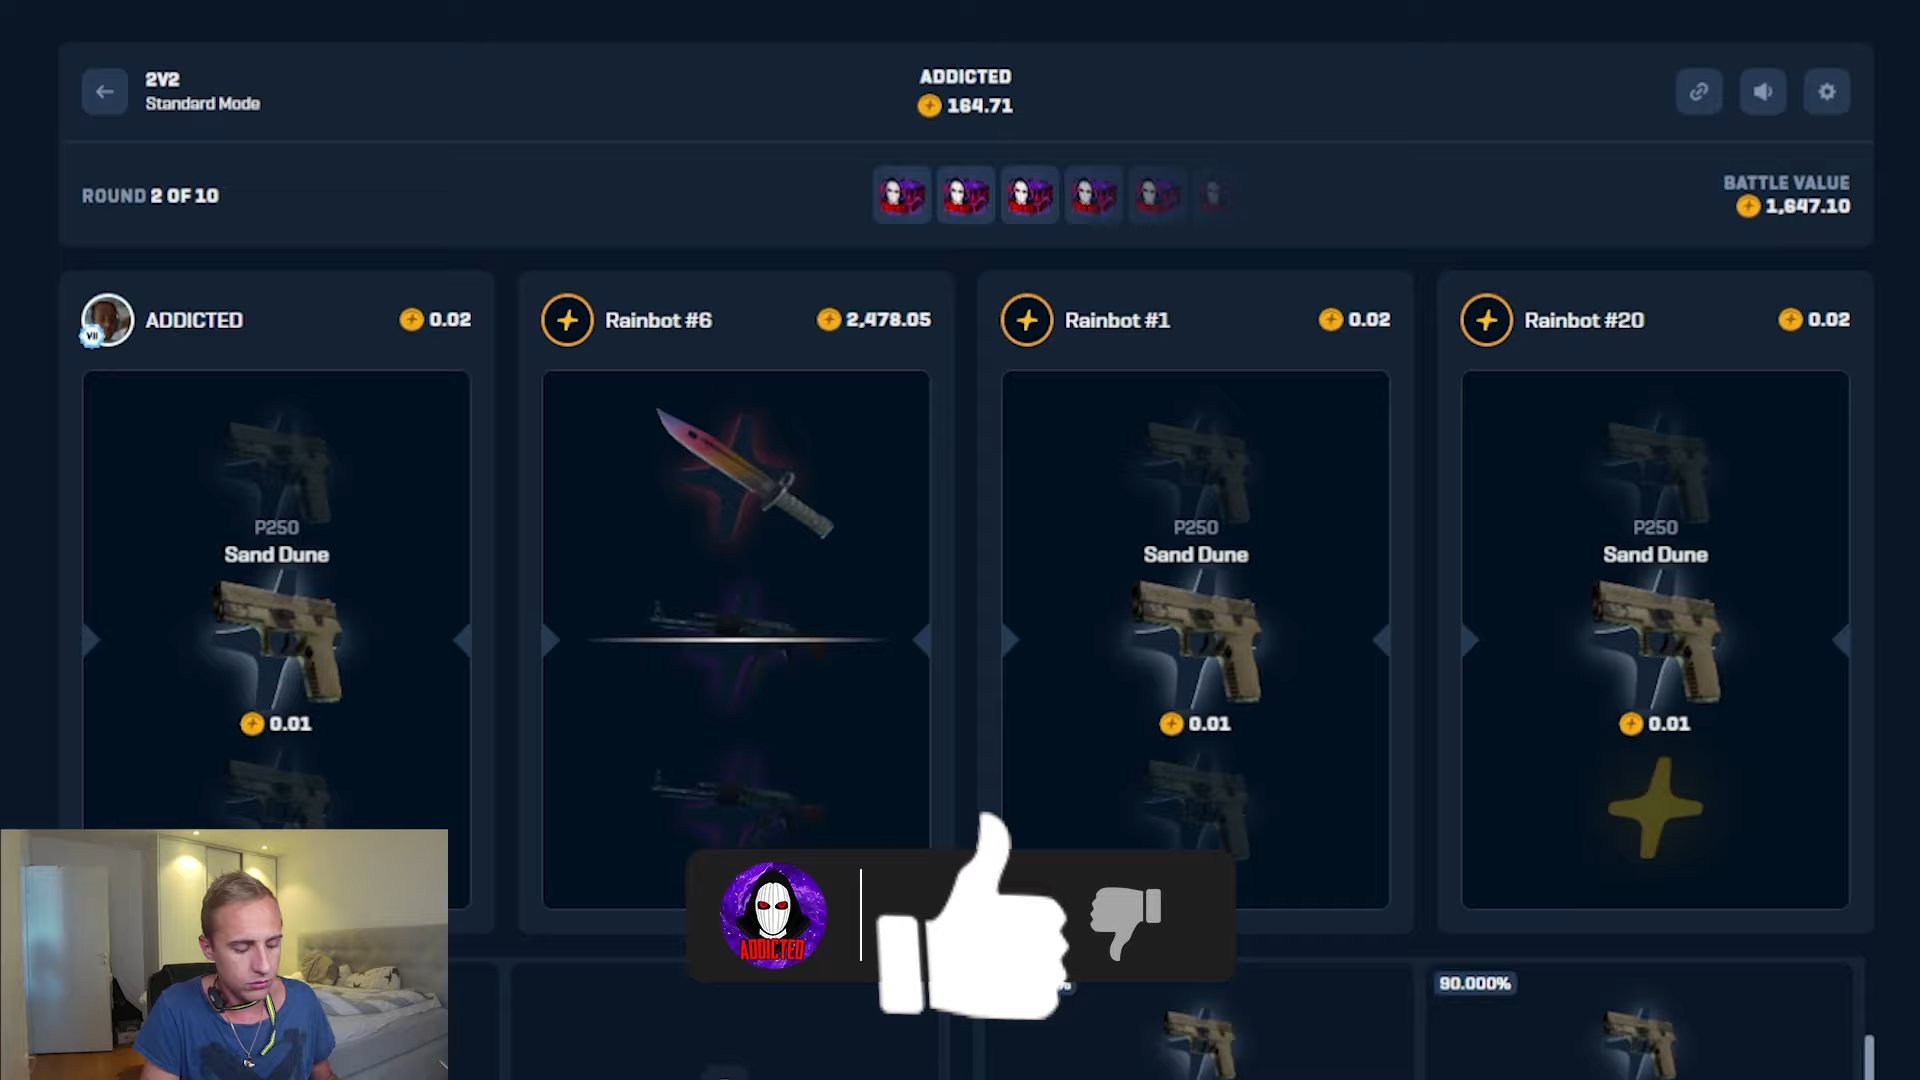 2V2
Standard Mode
ADDICTED
164.71
ROUND 2 OF 10
BATTLE VALUE
1,647.10
ADDICTED
0.02
Rainbot #6
2,478.05
Rainbot #1
0.02
Rainbot #20
0.02
VII
P250
Sand Dune
0.01
P250
Sand Dune
0.01
P250
Sand Dune
0.01
ADDICTED
%
90.000%